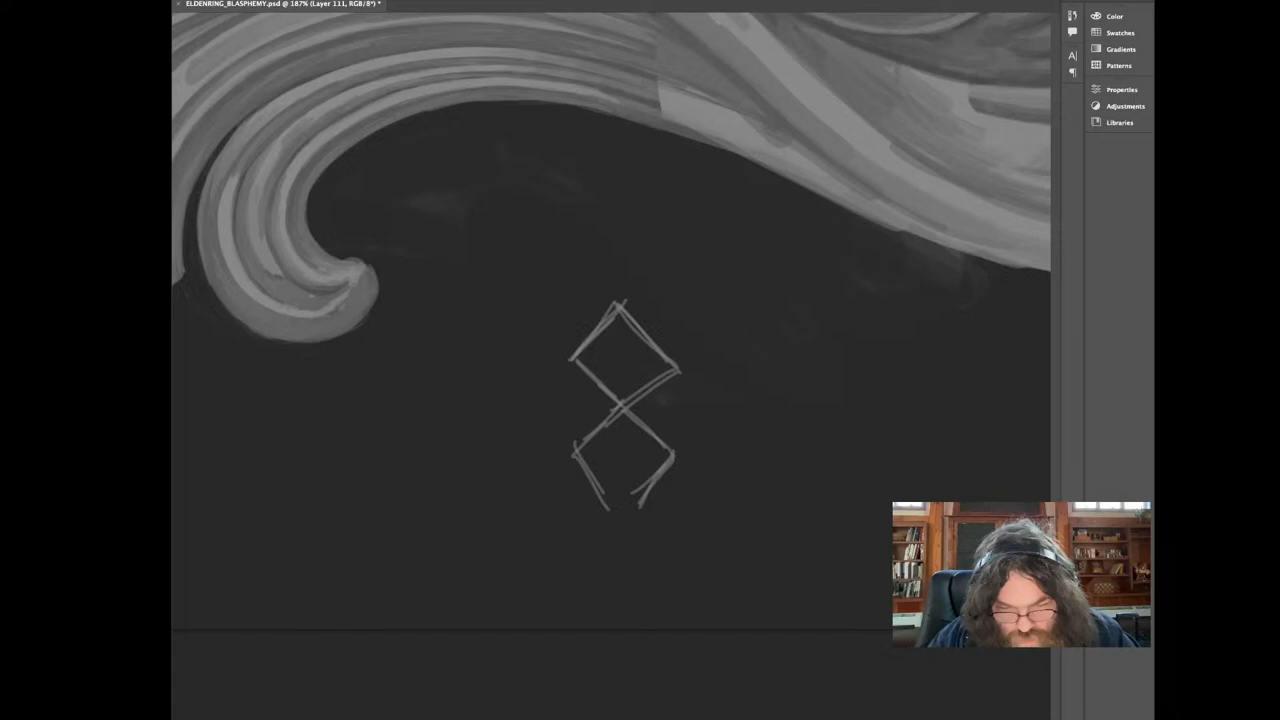 × ELDENRING_BLASPHEMY.psd @ 187% (Layer 111, RGB/8*) *
Color
Swatches
Gradients
Patterns
Properties
Adjustments
Libraries